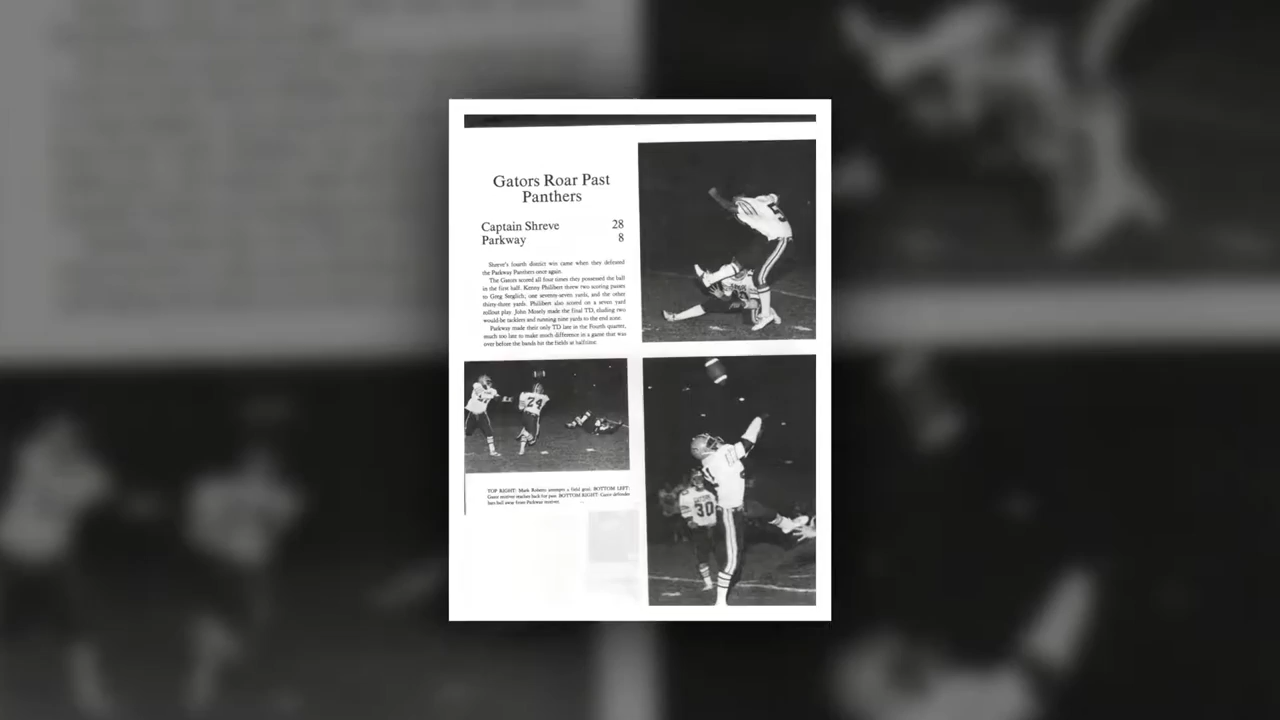 Gators Roar Past
Panthers
Captain Shreve 28
Parkway 8
Shreve's fourth district win came when they defeated
the Parkway Panthers once again.
The Gators scored all four times they possessed the ball
in the first half. Kenny Philibert threw two scoring passes
to Greg Steglich; one seventy-seven yards, and the other
thirty-three yards. Philibert also scored on a seven yard
rollout play. John Mosely made the final TD, eluding two
would-be tacklers and running nine yards to the end zone.
Parkway made their only TD late in the Fourth quarter,
much too late to make much difference in a game that was
over before the bands hit the fields at halftime.
24
5
30
TOP RIGHT: Mark Roberts attempts a field goal. BOTTOM LEFT:
Gator receiver reaches back for pass. BOTTOM RIGHT: Gator defender
bats ball away from Parkway receiver.